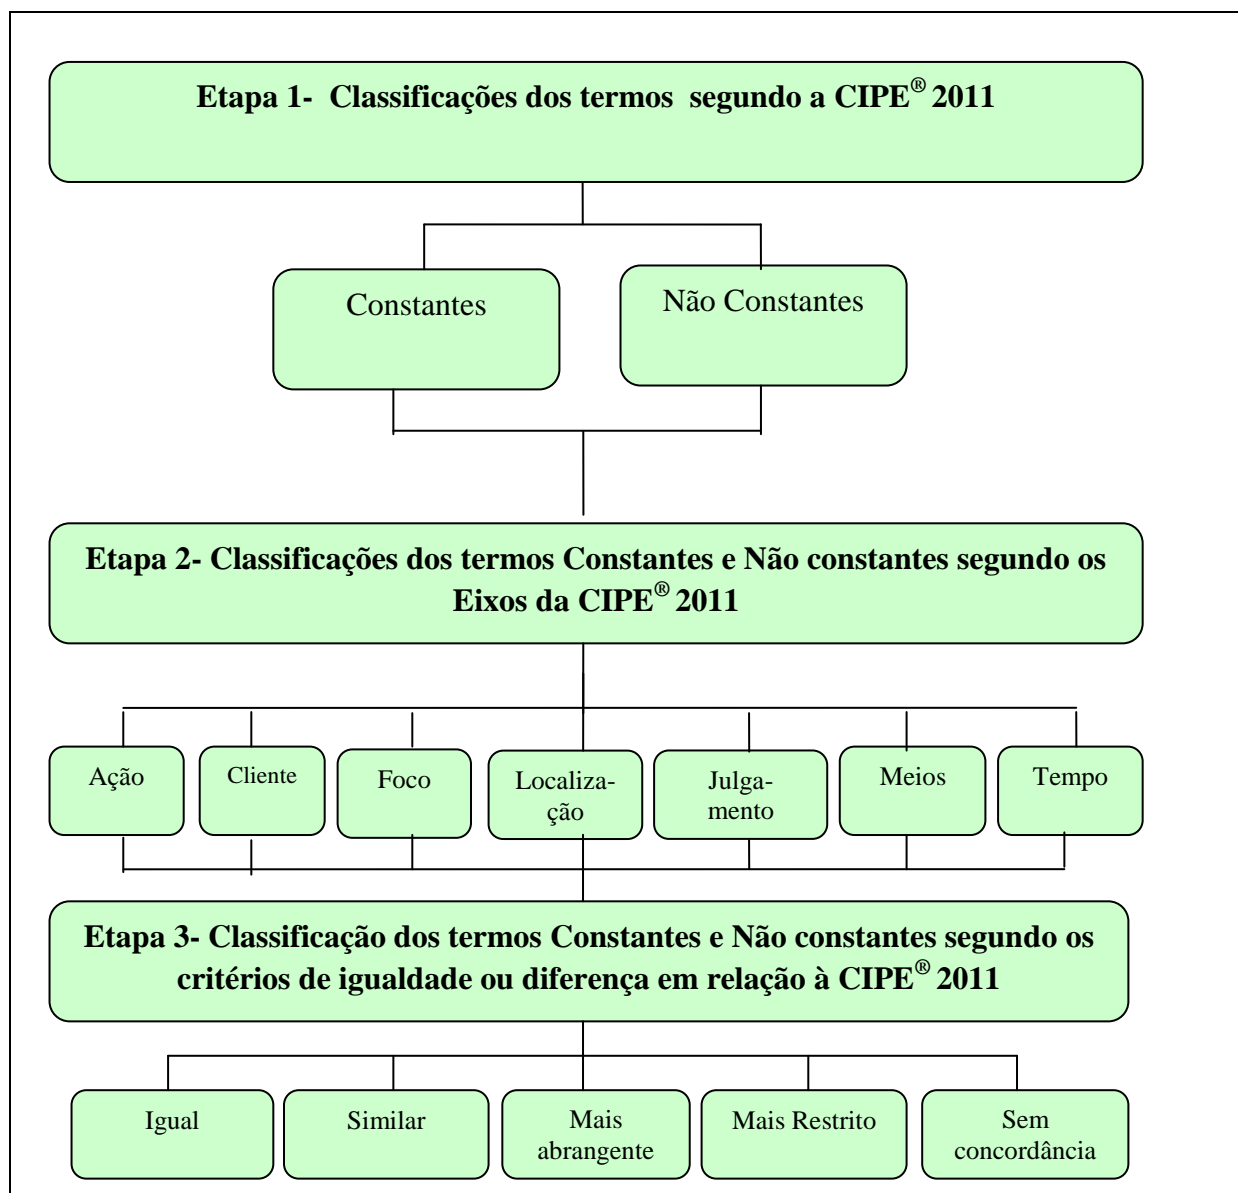 Etapa 1- Classificações dos termos segundo a CIPE® 2011
Constantes
Não Constantes
Etapa 2- Classificações dos termos Constantes e Não constantes segundo os
Eixos da CIPE® 2011
Ação
Cliente
Foco
Localiza-
ção
Julga-
mento
Meios
Tempo
Etapa 3- Classificação dos termos Constantes e Não constantes segundo os
critérios de igualdade ou diferença em relação à CIPE® 2011
Igual
Similar
Mais
abrangente
Mais Restrito
Sem
concordância